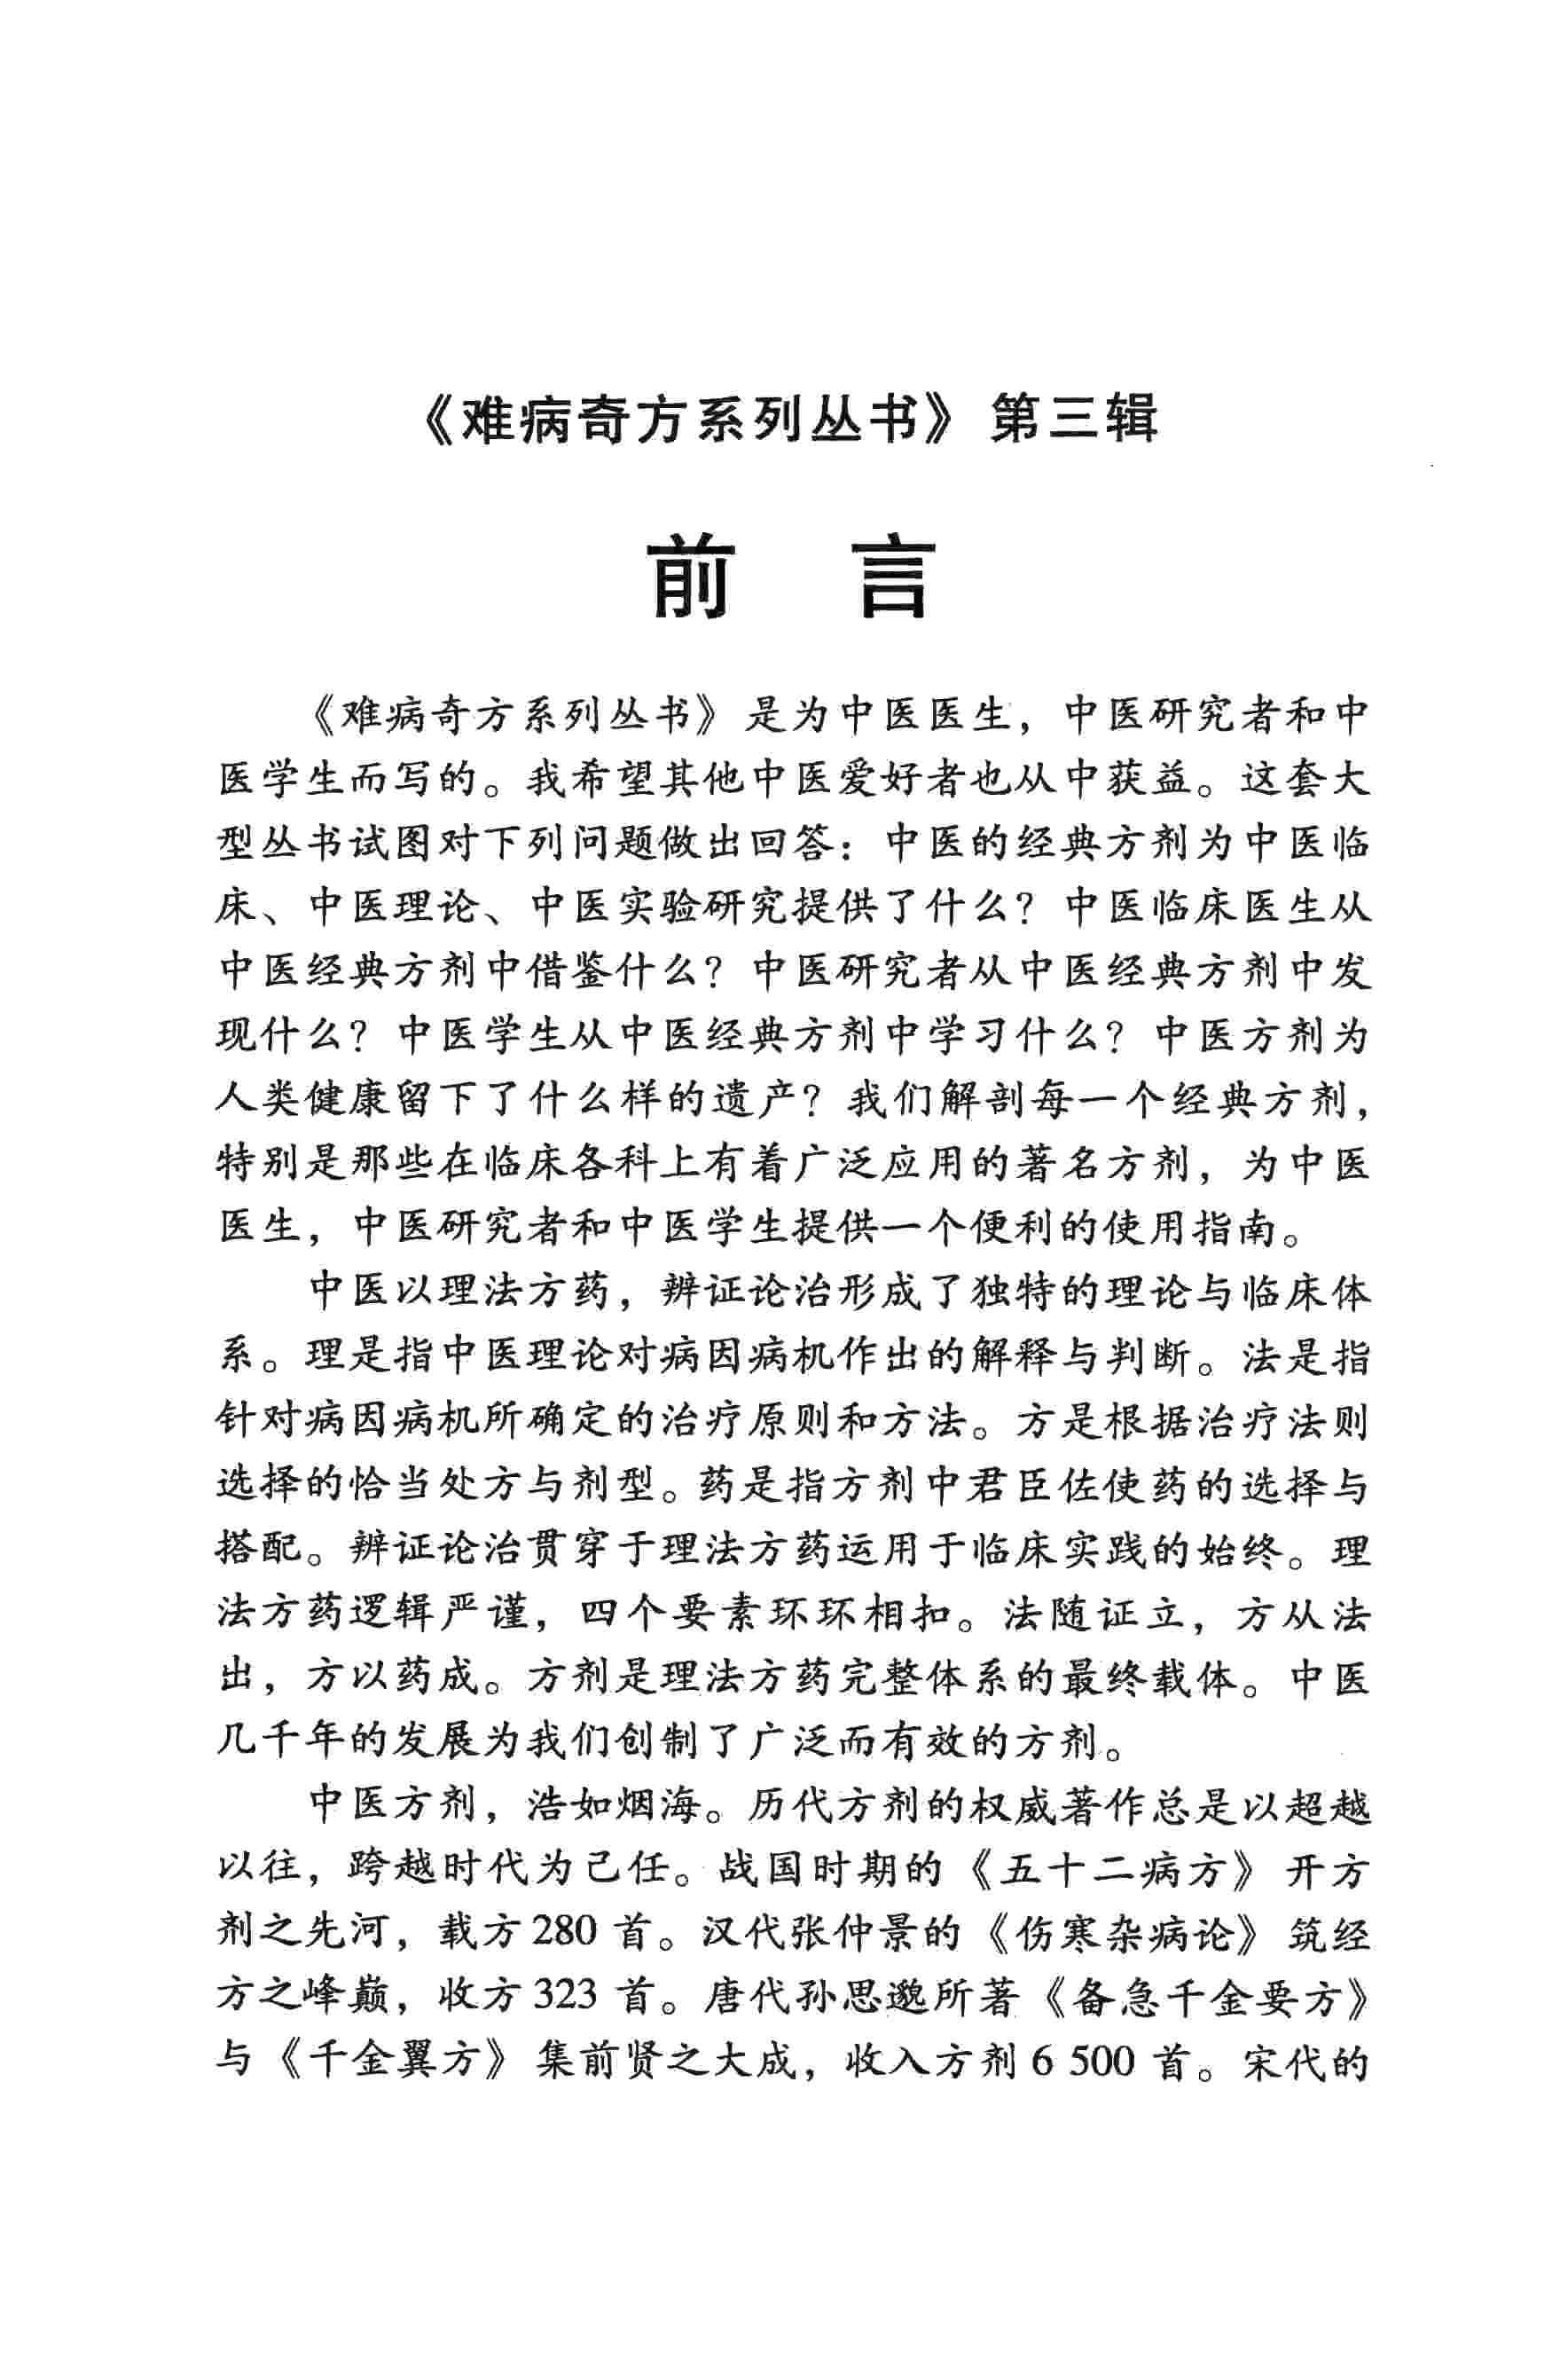 《难病奇方系列丛书》第三辑
前　言
《难病奇方系列丛书》是为中医医生，中医研究者和中
医学生而写的。我希望其他中医爱好者也从中获益。这套大
型丛书试图对下列问题做出回答：中医的经典方剂为中医临
床、中医理论、中医实验研究提供了什么？中医临床医生从
中医经典方剂中借鉴什么？中医研究者从中医经典方剂中发
现什么？中医学生从中医经典方剂中学习什么？中医方剂为
人类健康留下了什么样的遗产？我们解剖每一个经典方剂，
特别是那些在临床各科上有着广泛应用的著名方剂，为中医
医生，中医研究者和中医学生提供一个便利的使用指南。
中医以理法方药，辨证论治形成了独特的理论与临床体
系。理是指中医理论对病因病机作出的解释与判断。法是指
针对病因病机所确定的治疗原则和方法。方是根据治疗法则
选择的恰当处方与剂型。药是指方剂中君臣佐使药的选择与
搭配。辨证论治贯穿于理法方药运用于临床实践的始终。理
法方药逻辑严谨，四个要素环环相扣。法随证立，方从法
出，方以药成。方剂是理法方药完整体系的最终载体。中医
几千年的发展为我们创制了广泛而有效的方剂。
中医方剂，浩如烟海。历代方剂的权威著作总是以超越
以往，跨越时代为己任。战国时期的《五十二病方》开方
剂之先河，载方280 首。汉代张仲景的《伤寒杂病论》筑经
方之峰巅，收方323 首。唐代孙思邈所著《备急千金要方》
与《千金翼方》集前贤之大成，收入方剂6 500 首。宋代的